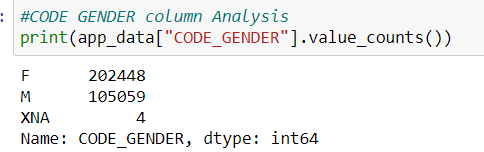 :
#CODE GENDER column Analysis
print(app_data["CODE_GENDER"].value_counts())
F      202448
M      105059
XNA         4
Name: CODE_GENDER, dtype: int64